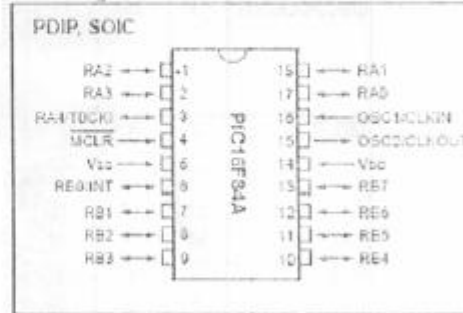 PDIP, SOIC
RA2 1 18 RA1
RA3 2 17 RA0
RA4/T0CKI 3 16 OSC1/CLKIN
MCLR 4 15 OSC2/CLKOUT
5 14
RB0/INT 6 13 RB7
RB1 7 12 RB6
RB2 8 11 RB5
RB3 9 10 RB4
PIC16F84A